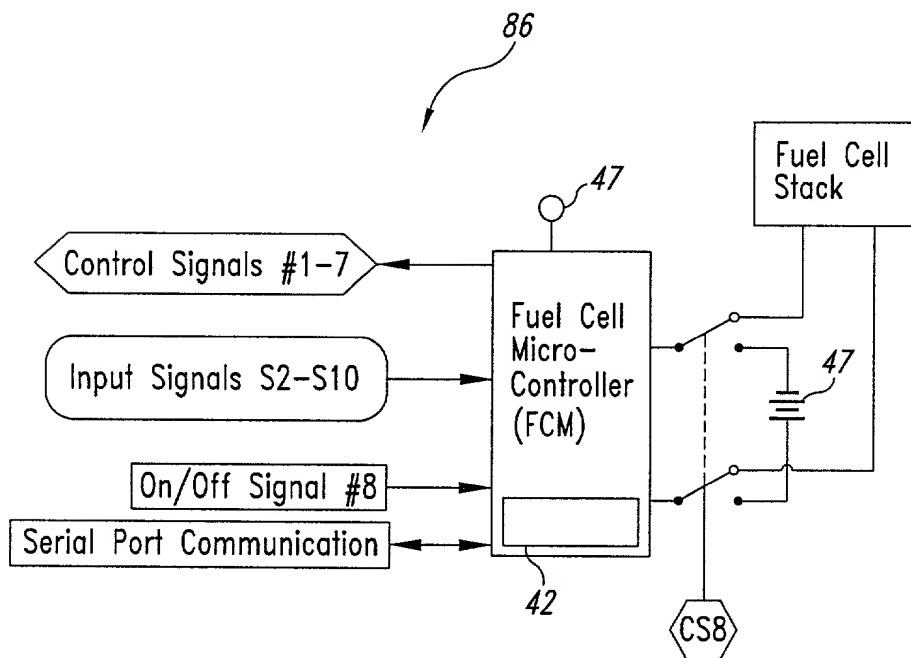 86
Fuel Cell
Stack
47
Control Signals #1-7
Fuel Cell
Micro-
Controller
(FCM)
Input Signals S2-S10
47
On/Off Signal #8
Serial Port Communication
42
CS8